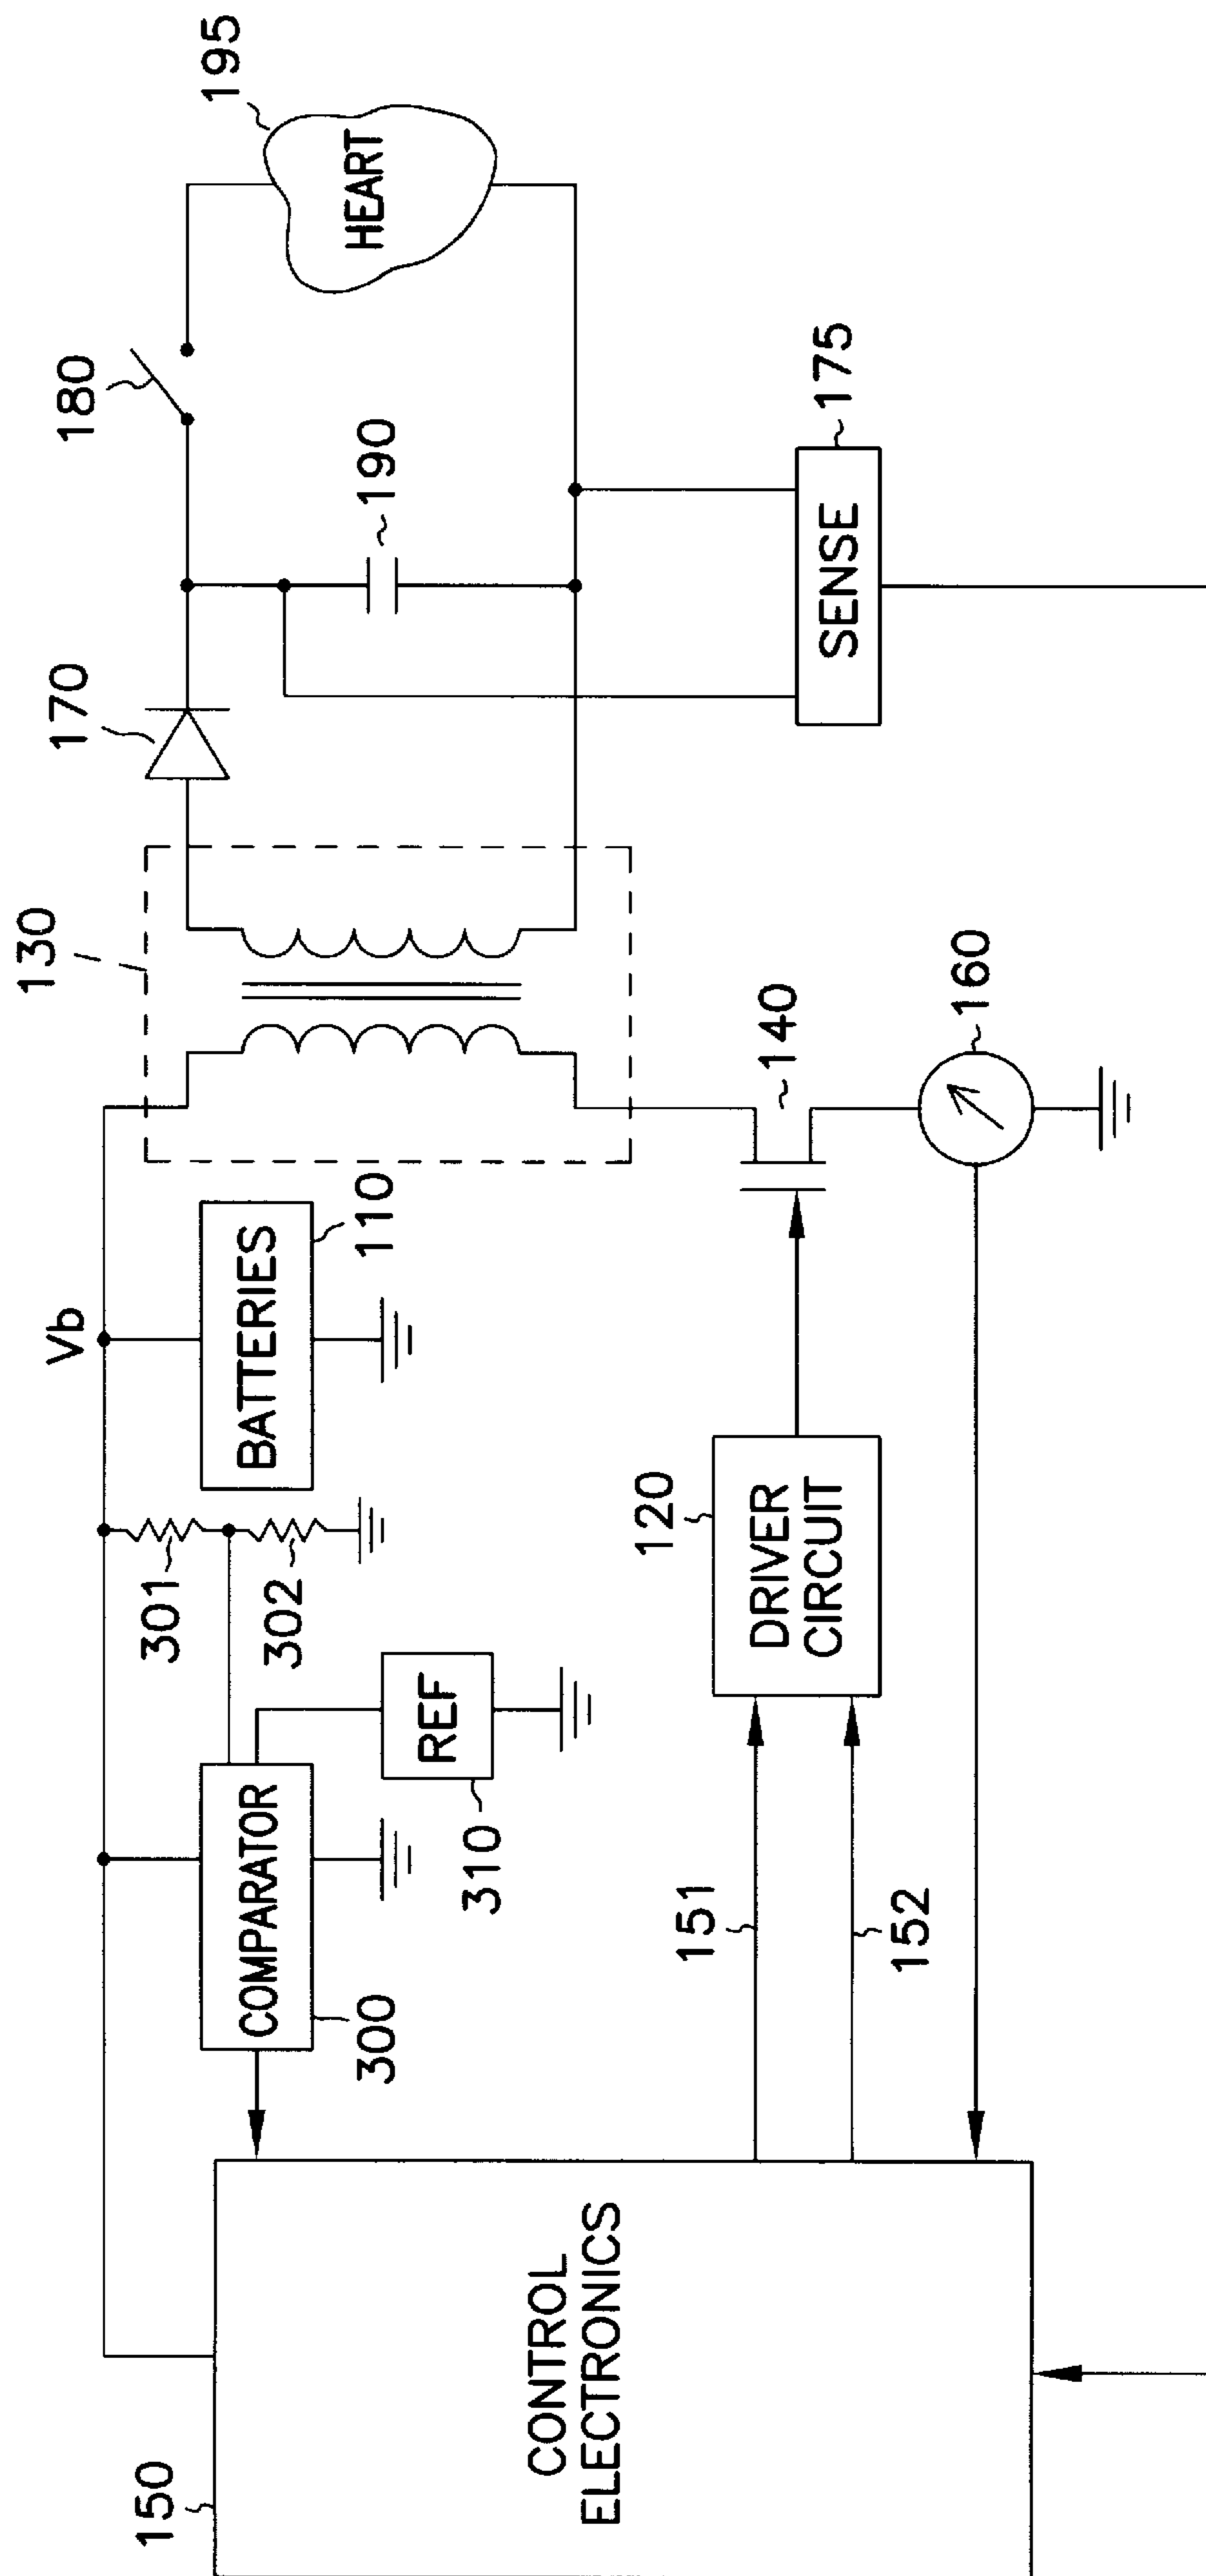 150
CONTROL
ELECTRONICS
COMPARATOR
300
REF
310
301
302
Vb
BATTERIES
110
151
152
120
DRIVER
CIRCUIT
130
140
160
170
180
190
HEART
195
SENSE
175